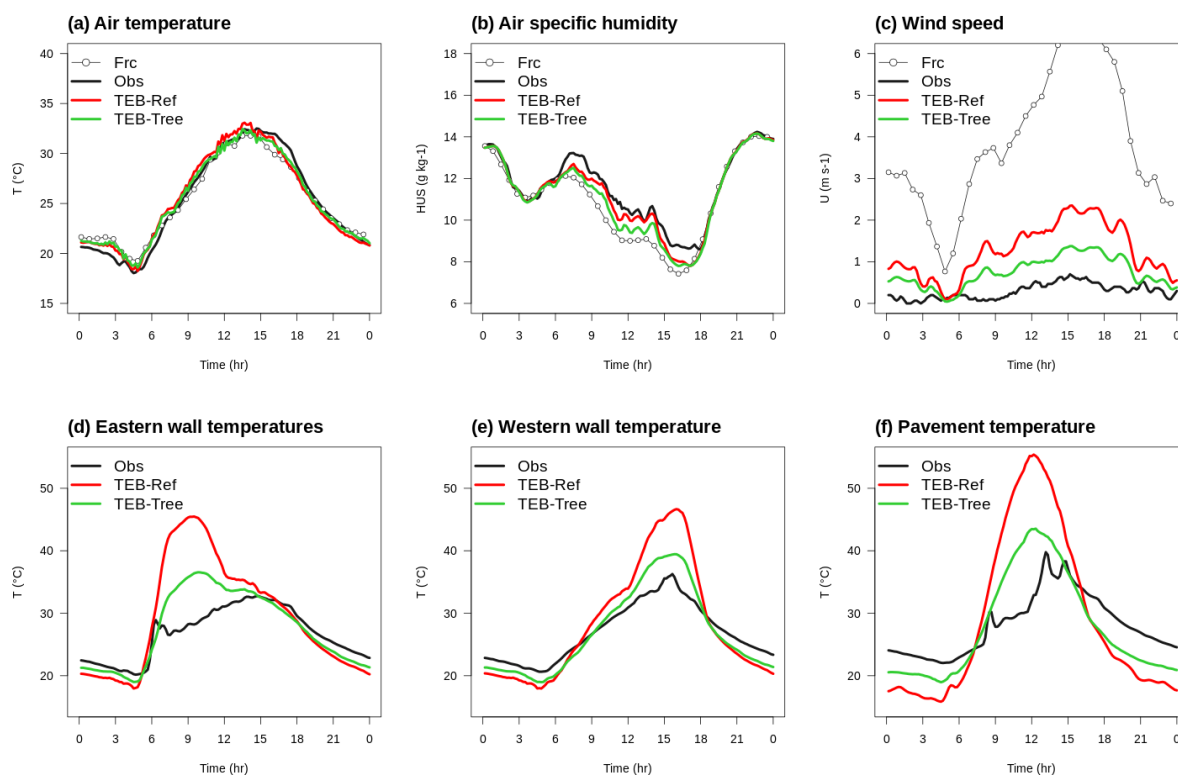 (a) Air temperature
Frc
Obs
TEB-Ref
TEB-Tree
T (°C)
40
35
30
25
20
15
0 3 6 9 12 15 18 21 0
Time (hr)
(b) Air specific humidity
Frc
Obs
TEB-Ref
TEB-Tree
HUS (g kg-1)
18
16
14
12
10
8
6
0 3 6 9 12 15 18 21 0
Time (hr)
(c) Wind speed
Frc
Obs
TEB-Ref
TEB-Tree
U (m s-1)
6
5
4
3
2
1
0
0 3 6 9 12 15 18 21 0
Time (hr)
(d) Eastern wall temperatures
Obs
TEB-Ref
TEB-Tree
T (°C)
50
40
30
20
0 3 6 9 12 15 18 21 0
Time (hr)
(e) Western wall temperature
Obs
TEB-Ref
TEB-Tree
T (°C)
50
40
30
20
0 3 6 9 12 15 18 21 0
Time (hr)
(f) Pavement temperature
Obs
TEB-Ref
TEB-Tree
T (°C)
50
40
30
20
0 3 6 9 12 15 18 21 0
Time (hr)